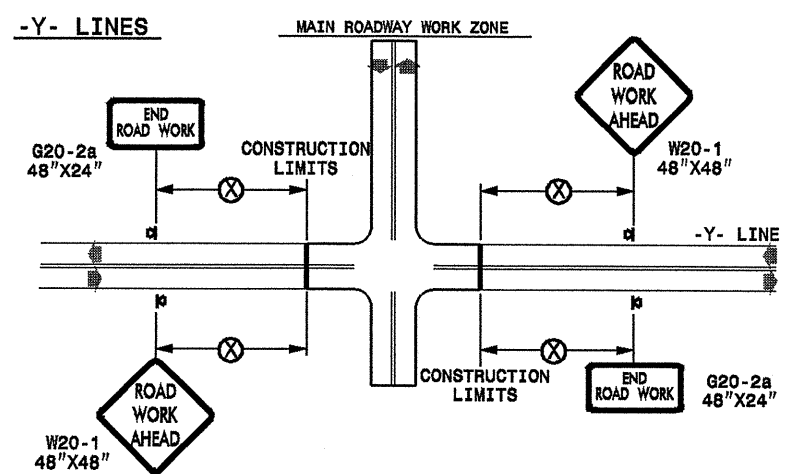 -Y- LINES
MAIN ROADWAY WORK ZONE
END
ROAD WORK
G20-2a
48"X24"
CONSTRUCTION
LIMITS
X
ROAD
WORK
AHEAD
W20-1
48"X48"
X
-Y- LINE
X
ROAD
WORK
AHEAD
W20-1
48"X48"
X
CONSTRUCTION
LIMITS
END
ROAD WORK
G20-2a
48"X24"